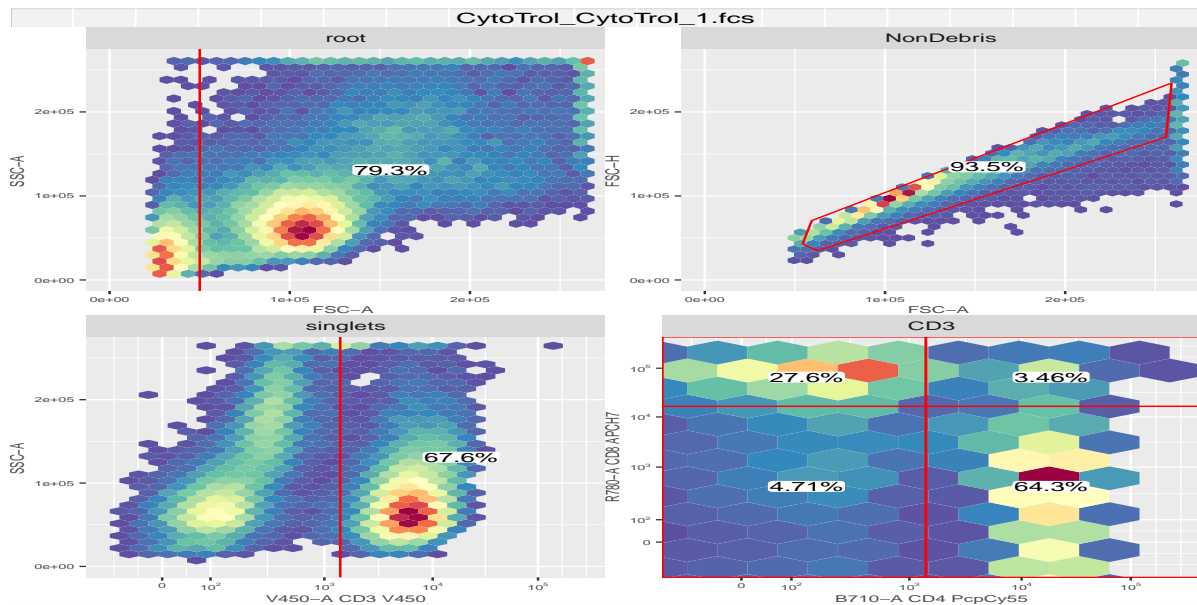 CytoTrol_CytoTrol_1.fcs
root
NonDebris
2e+05
1e+05
0e+00
SSC-A
79.3%
0e+00
1e+05
2e+05
FSC-A
2e+05
1e+05
0e+00
FSC-H
93.5%
0e+00
1e+05
2e+05
FSC-A
singlets
CD3
2e+05
1e+05
0e+00
SSC-A
67.6%
0
10²
10³
10⁴
10⁵
V450-A CD3 V450
10⁵
10⁴
10³
10²
0
R780-A CD8 APCH7
27.6%
3.46%
4.71%
64.3%
0
10²
10³
10⁴
10⁵
B710-A CD4 PcpCy55